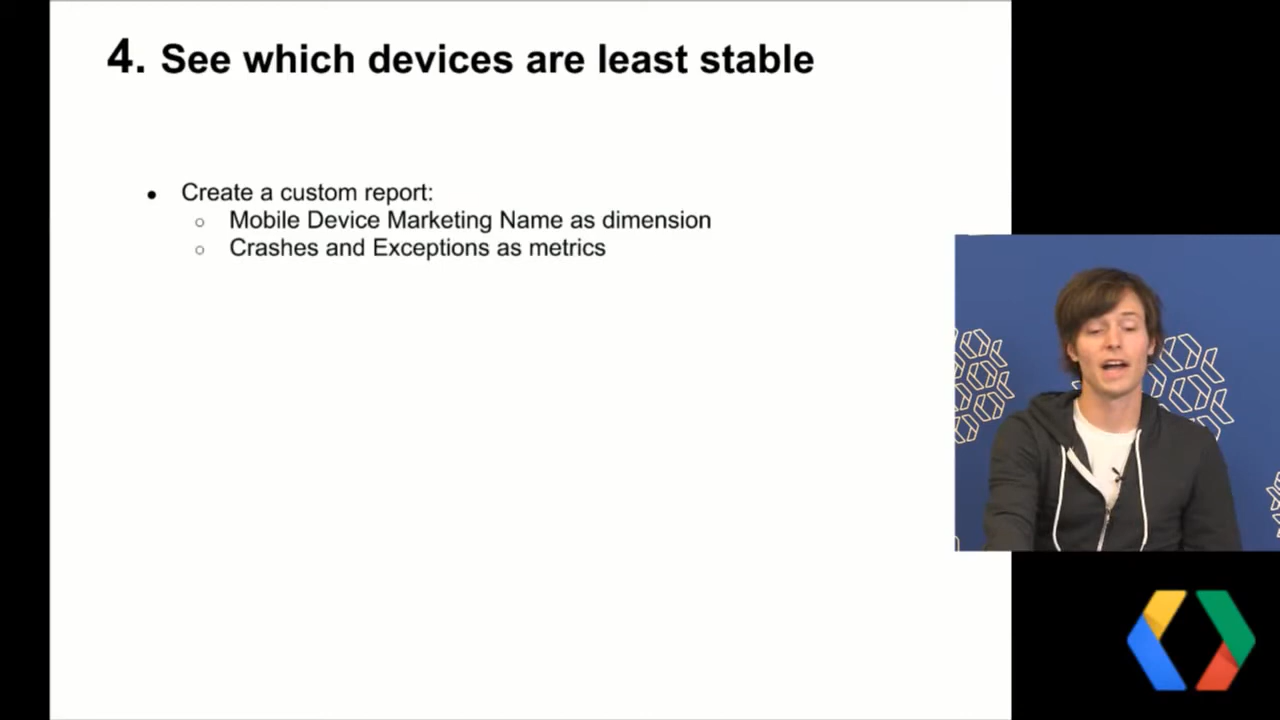 4. See which devices are least stable
● Create a custom report:
○ Mobile Device Marketing Name as dimension
○ Crashes and Exceptions as metrics